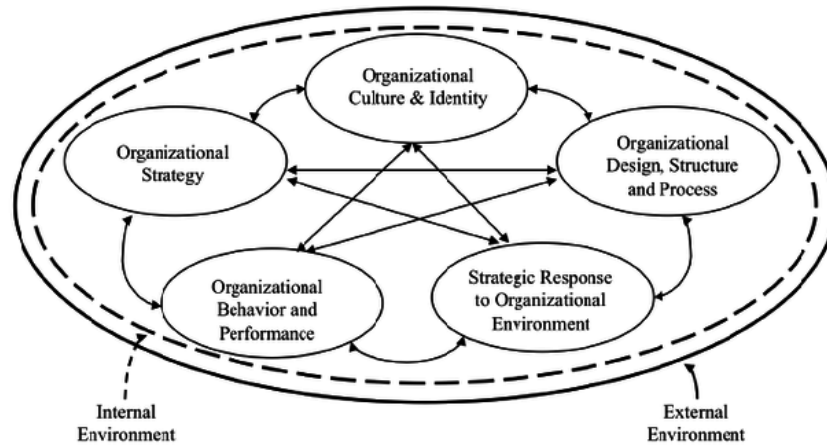 Organizational
Culture & Identity
Organizational
Strategy
Organizational
Design, Structure
and Process
Organizational
Behavior and
Performance
Strategic Response
to Organizational
Environment
Internal
Environment
External
Environment